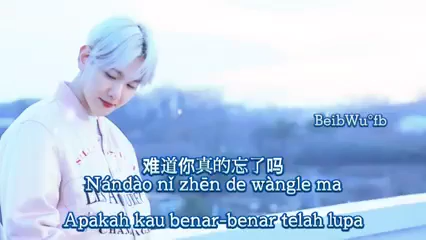 BeibWu°fb
难道你真的忘了吗
Nándào nǐ zhēn de wàngle ma
Apakah kau benar-benar telah lupa